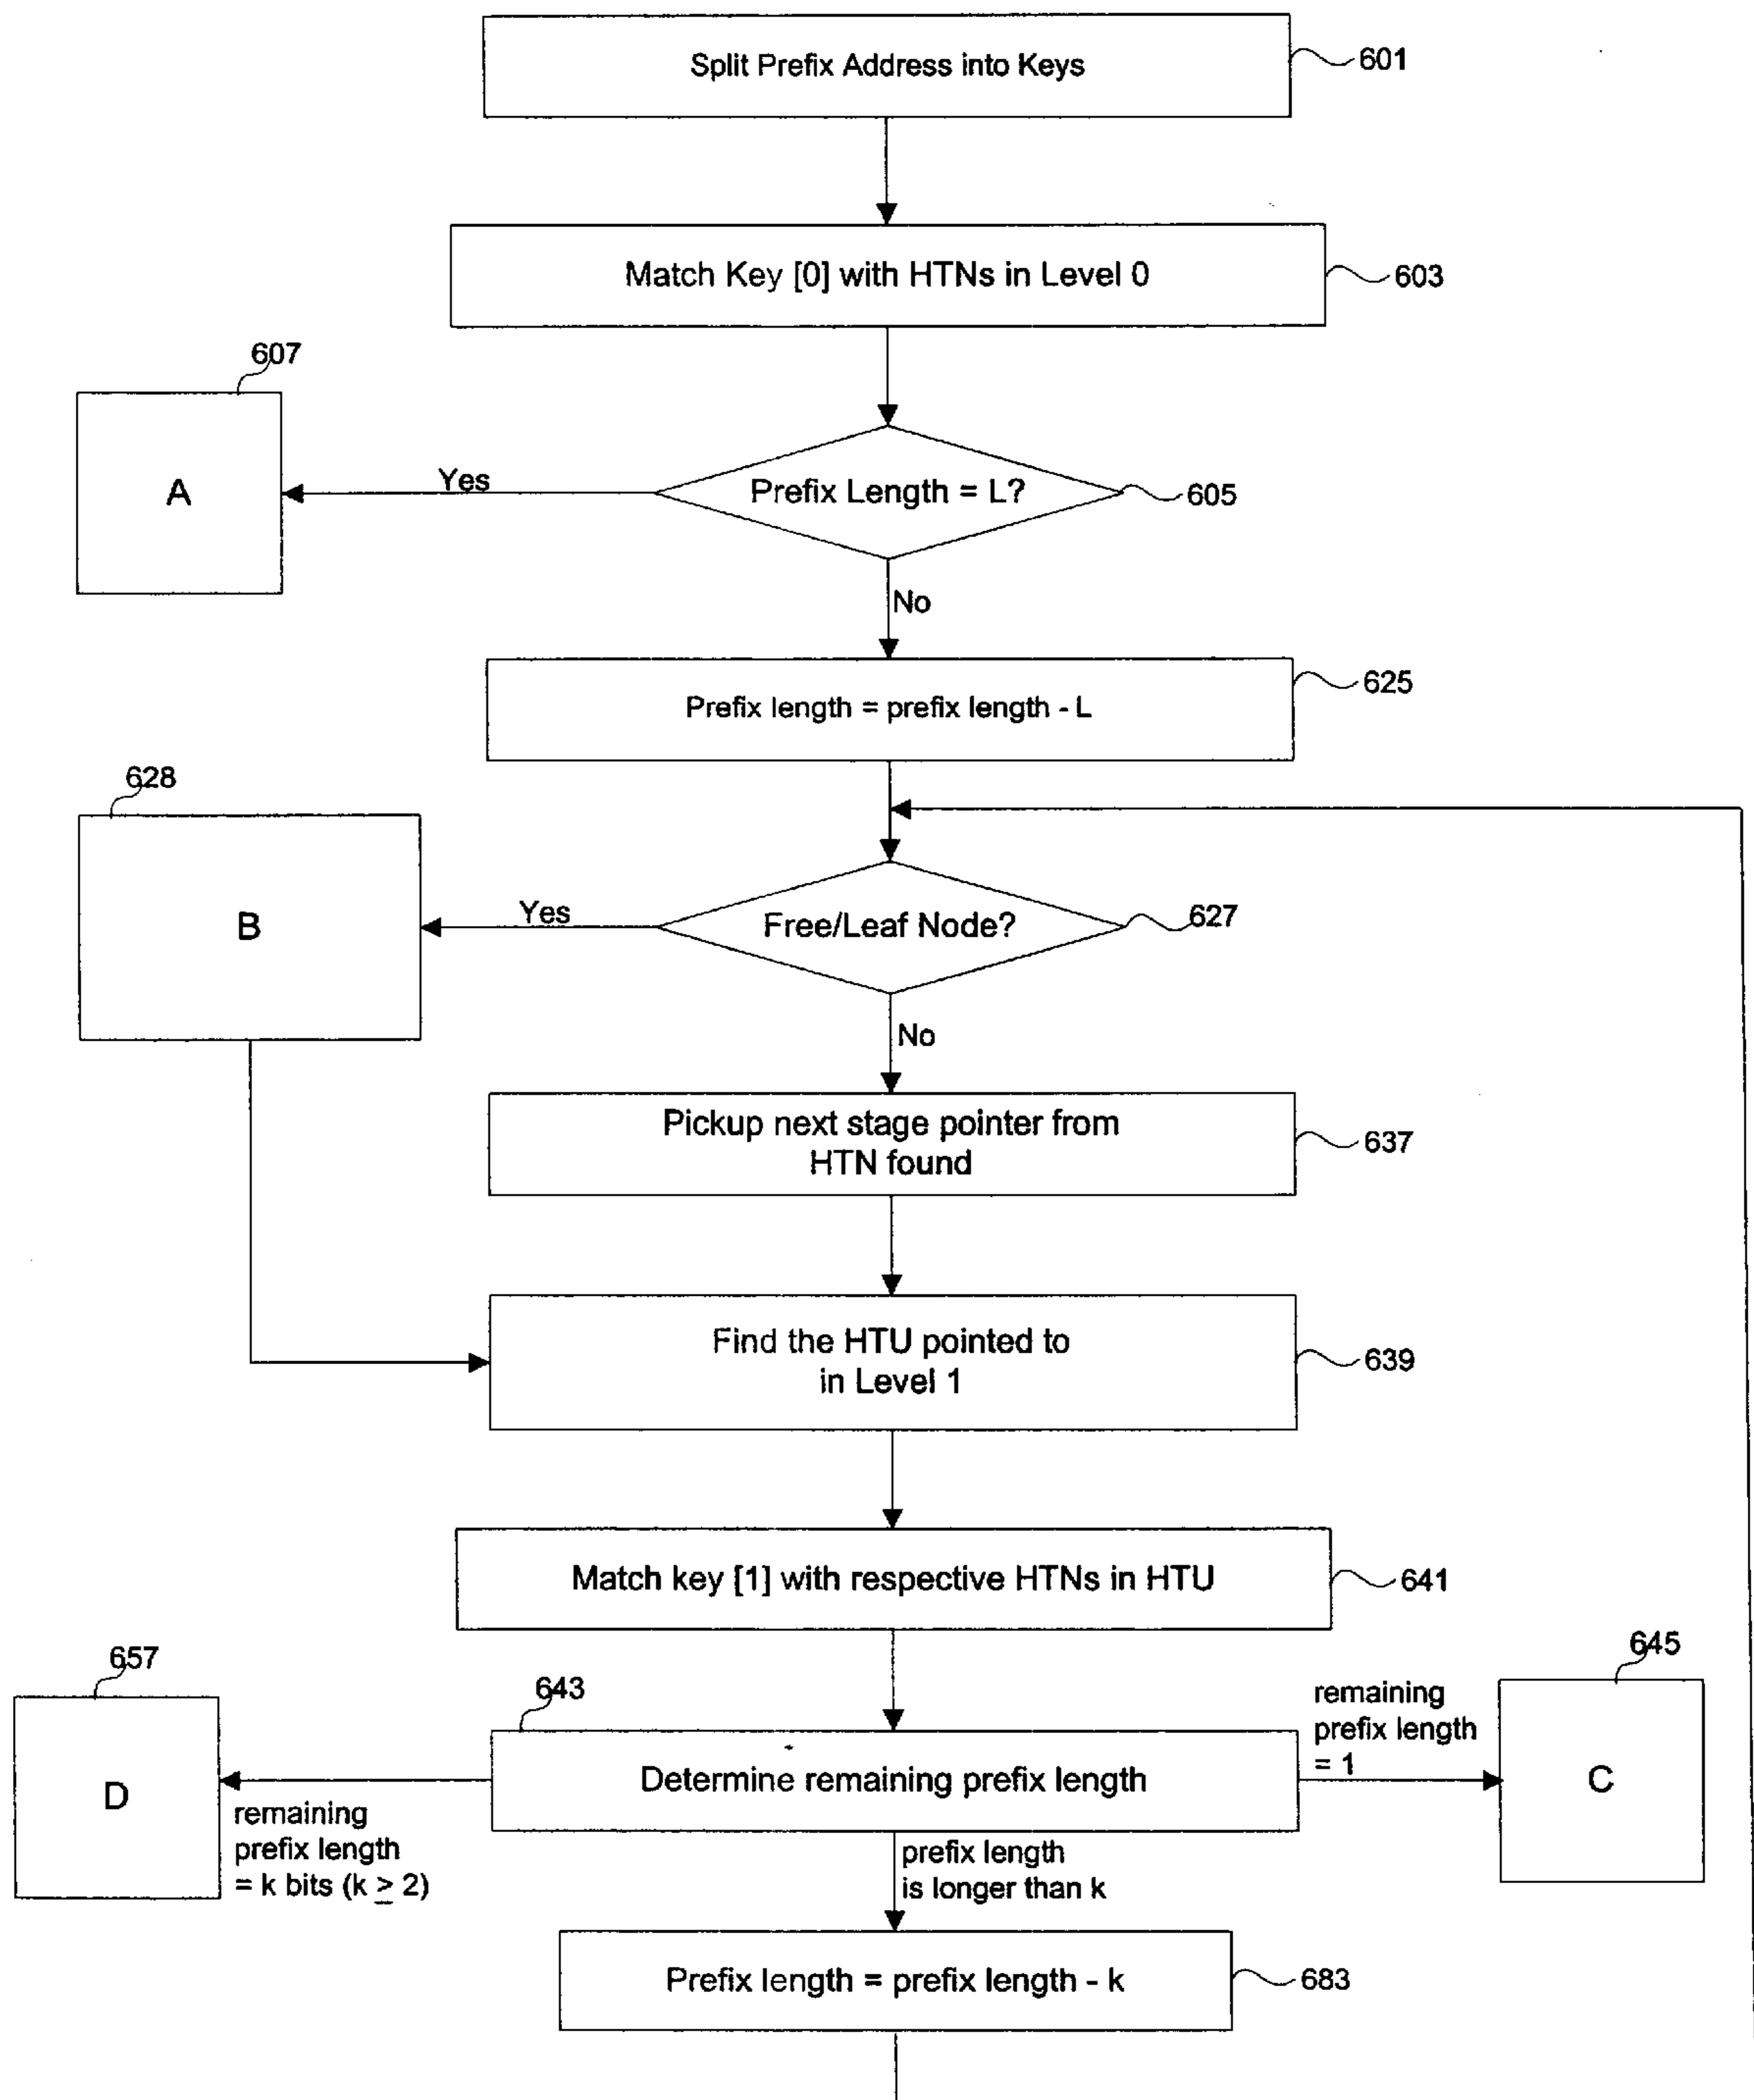 Split Prefix Address into Keys
601
Match Key [0] with HTNs in Level 0
603
607
A
Yes
Prefix Length = L?
605
No
Prefix length = prefix length - L
625
628
B
Yes
Free/Leaf Node?
627
No
Pickup next stage pointer from
HTN found
637
Find the HTU pointed to
in Level 1
639
Match key [1] with respective HTNs in HTU
641
657
D
643
Determine remaining prefix length
remaining
prefix length
= 1
645
C
remaining
prefix length
= k bits (k ≥ 2)
prefix length
is longer than k
Prefix length = prefix length - k
683